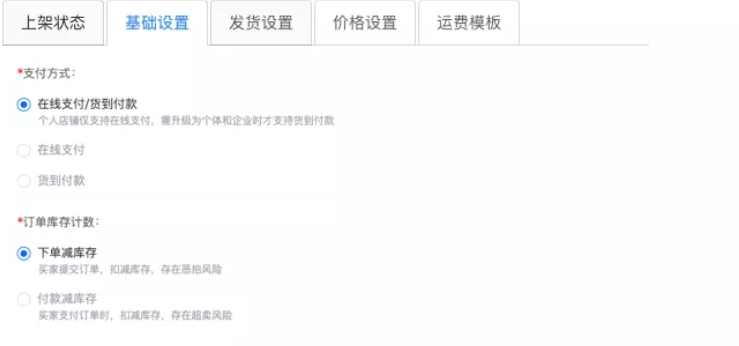 上架状态 基础设置 发货设置 价格设置 运费模板
*支付方式：
在线支付/货到付款
个人店铺仅支持在线支付，需升级为个体和企业时才支持货到付款
在线支付
货到付款
*订单库存计数：
下单减库存
买家提交订单，扣减库存，存在恶拍风险
付款减库存
买家支付订单时，扣减库存，存在超卖风险